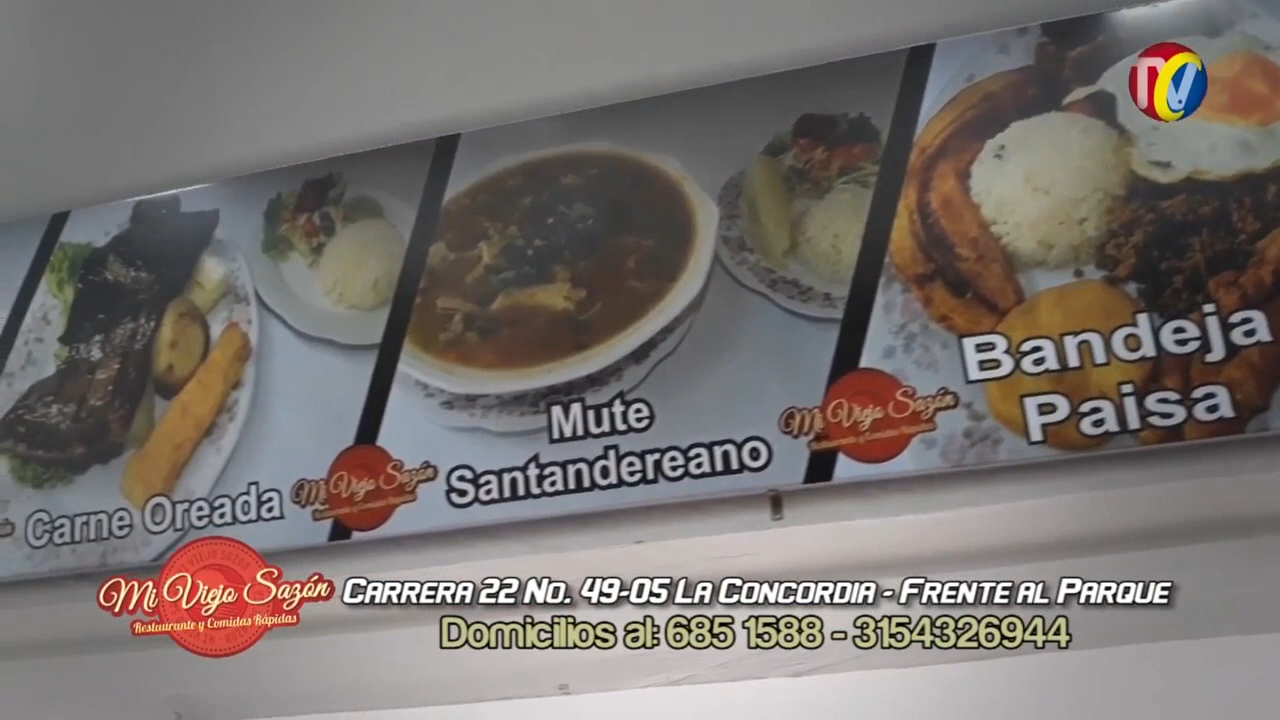 Carne Oreada
Mi Viejo Sazón
Mute
Santandereano
Mi Viejo Sazón
Bandeja
Paisa
Mi Viejo Sazón
Restaurante y Comidas Rápidas
CARRERA 22 NO. 49-05 LA CONCORDIA - FRENTE AL PARQUE
Domicilios al: 685 1588 - 3154326944